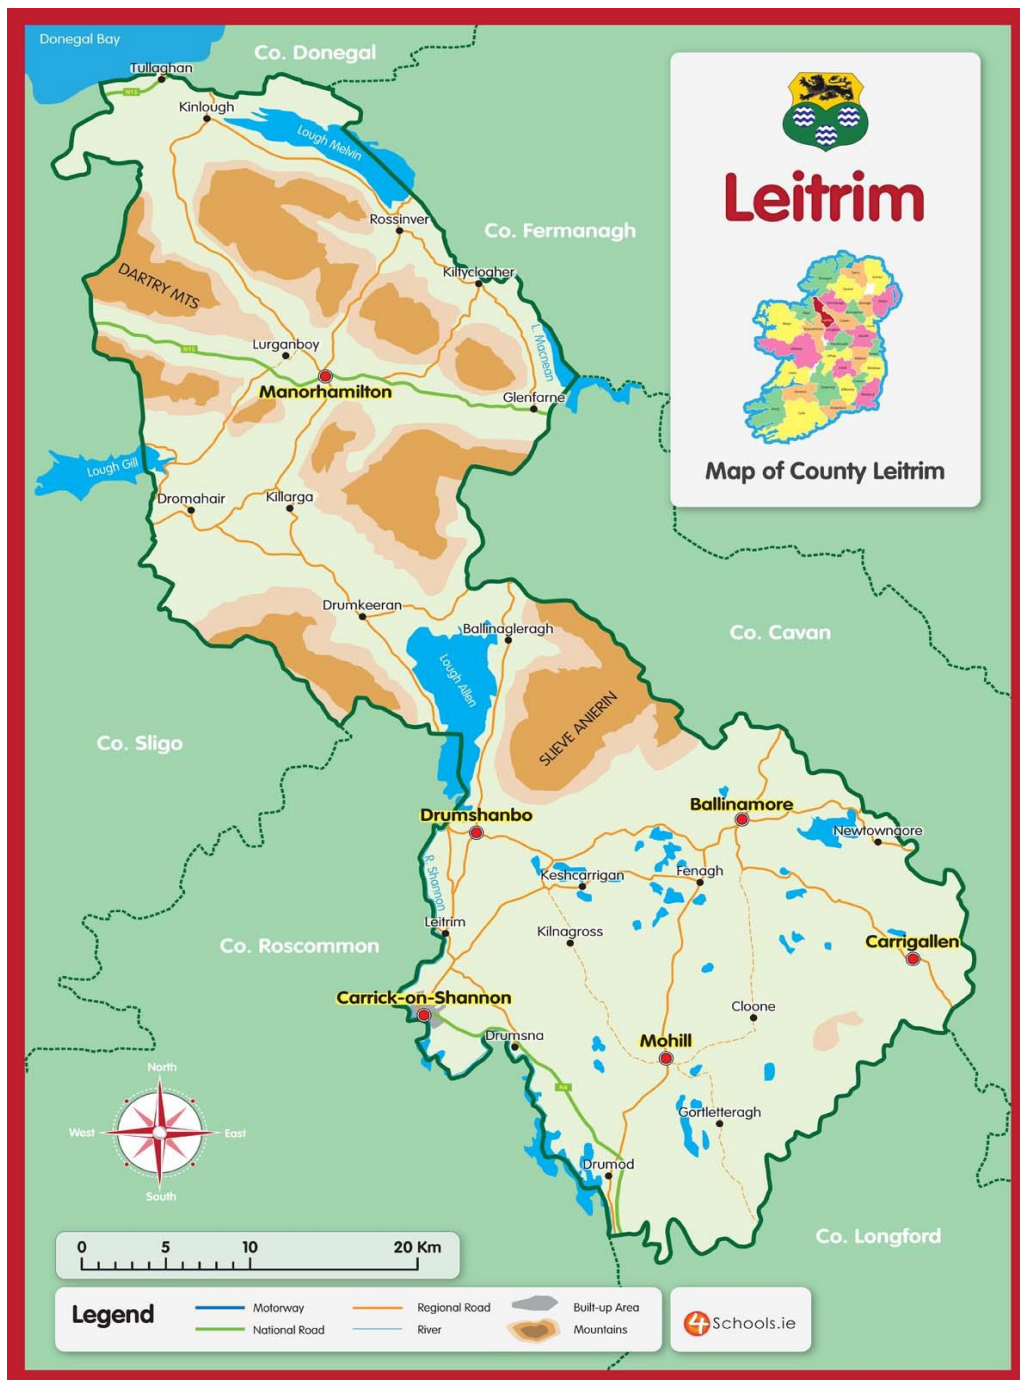 Donegal Bay
Co. Donegal
Tullaghan
N15
Kinlough
Lough Melvin
Leitrim
Rossinver
Co. Fermanagh
Kiltyclogher
DARTRY MTS
L. Macnean
Lurganboy
N15
Manorhamilton
Glenfarne
Lough Gill
Map of County Leitrim
Dromahair
Killarga
Drumkeeran
Ballinagleragh
Co. Cavan
Lough Allen
SLIEVE ANIERIN
Co. Sligo
Drumshanbo
Ballinamore
Newtowngore
R. Shannon
Keshcarrigan
Fenagh
Leitrim
Kilnagross
Co. Roscommon
Carrigallen
Carrick-on-Shannon
Cloone
Drumsna
Mohill
N4
Gortletteragh
Drumod
North
West
East
South
Co. Longford
0 5 10 20 Km
Legend
Motorway
Regional Road
Built-up Area
National Road
River
Mountains
4Schools.ie